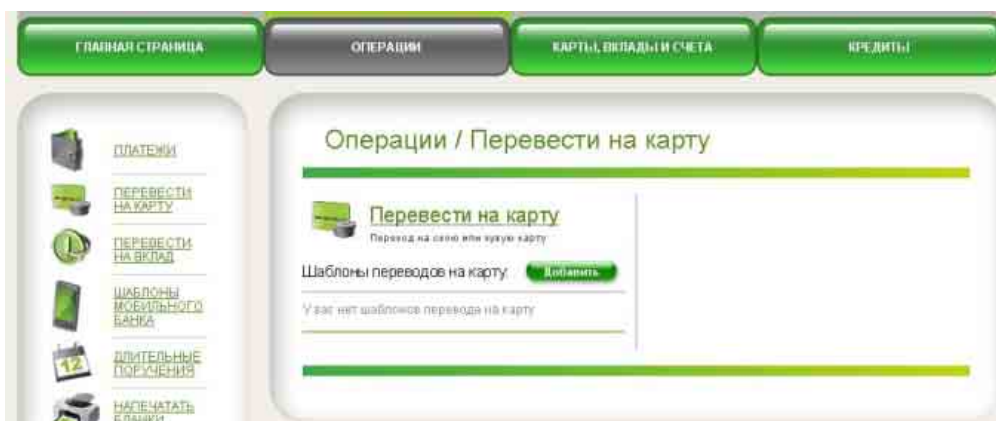 ГЛАВНАЯ СТРАНИЦА
ОПЕРАЦИИ
КАРТЫ, ВКЛАДЫ И СЧЕТА
КРЕДИТЫ
ПЛАТЕЖИ
ПЕРЕВЕСТИ
НА КАРТУ
ПЕРЕВЕСТИ
НА ВКЛАД
ШАБЛОНЫ
МОБИЛЬНОГО
БАНКА
12
ДЛИТЕЛЬНЫЕ
ПОРУЧЕНИЯ
НАПЕЧАТАТЬ
БЛАНКИ
Операции / Перевести на карту
Перевести на карту
Перевод на свою или чужую карту
Шаблоны переводов на карту: Добавить
У вас нет шаблонов перевода на карту